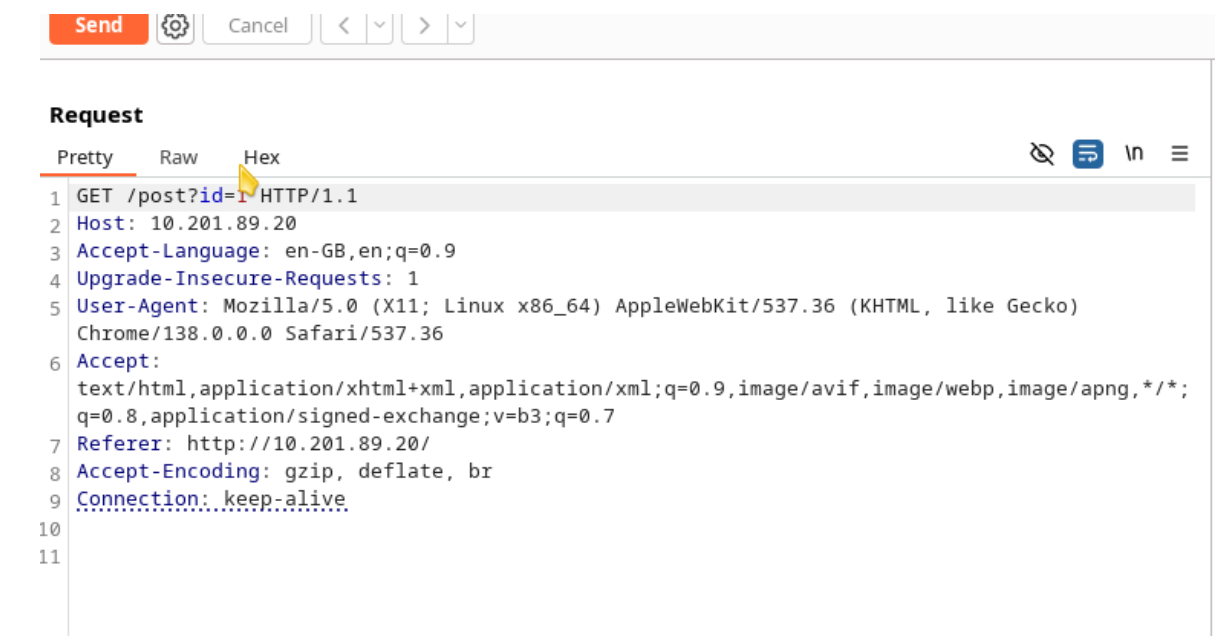 Send Cancel < >
Request
Pretty Raw Hex \n
1 GET /post?id=1 HTTP/1.1
2 Host: 10.201.89.20
3 Accept-Language: en-GB,en;q=0.9
4 Upgrade-Insecure-Requests: 1
5 User-Agent: Mozilla/5.0 (X11; Linux x86_64) AppleWebKit/537.36 (KHTML, like Gecko)
Chrome/138.0.0.0 Safari/537.36
6 Accept:
text/html,application/xhtml+xml,application/xml;q=0.9,image/avif,image/webp,image/apng,*/*;
q=0.8,application/signed-exchange;v=b3;q=0.7
7 Referer: http://10.201.89.20/
8 Accept-Encoding: gzip, deflate, br
9 Connection: keep-alive
10
11